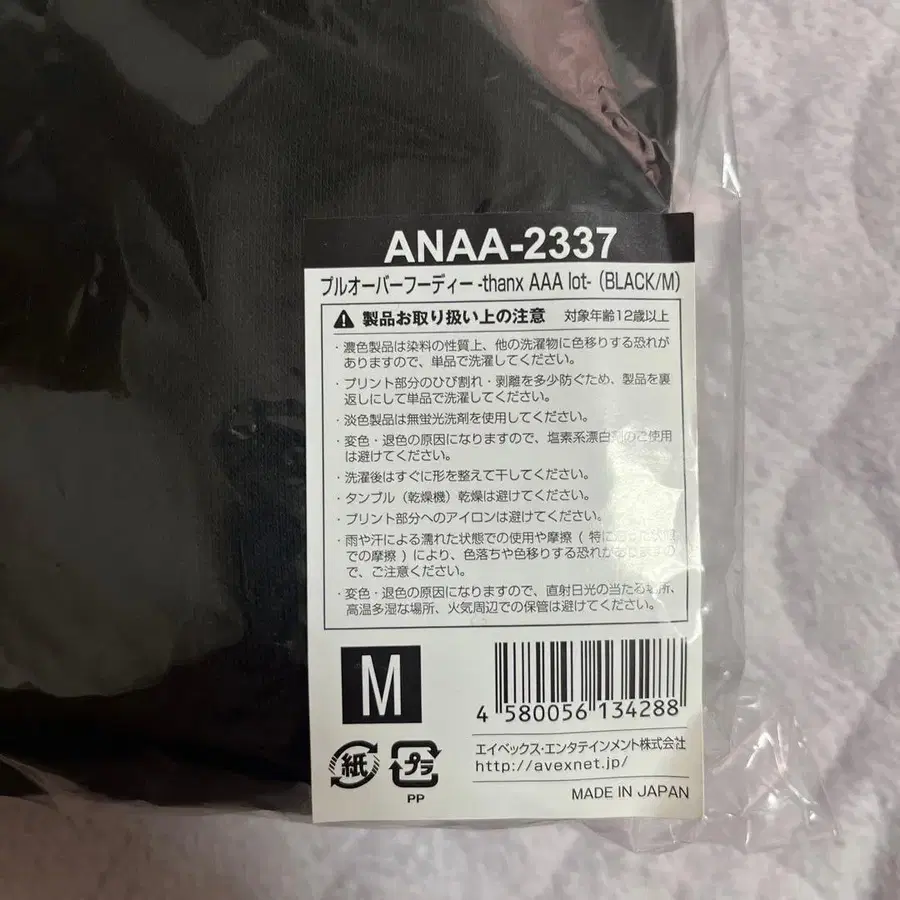 ANAA-2337
プルオーバーフーディー -thanx AAA lot-（BLACK/M）
製品お取り扱い上の注意 対象年齢12歳以上
・濃色製品は染料の性質上、他の洗濯物に色移りする恐れが
ありますので、単品で洗濯してください。
・プリント部分のひび割れ・剥離を多少防ぐため、製品を裏
返しにして単品で洗濯してください。
・淡色製品は無蛍光洗剤を使用してください。
・変色・退色の原因になりますので、塩素系漂白剤のご使用
は避けてください。
・洗濯後はすぐに形を整えて干してください。
・タンブル（乾燥機）乾燥は避けてください。
・プリント部分へのアイロンは避けてください。
・雨や汗による濡れた状態での使用や摩擦（特に
での摩擦）により、色落ちや色移りする恐れがありますの
で、ご注意ください。
・変色・退色の原因になりますので、直射日光の当たる場所、
高温多湿な場所、火気周辺での保管は避けてください。
M
4 580056 134288
紙
プラ
PP
エイベックス・エンタテインメント株式会社
http://avexnet.jp/
MADE IN JAPAN